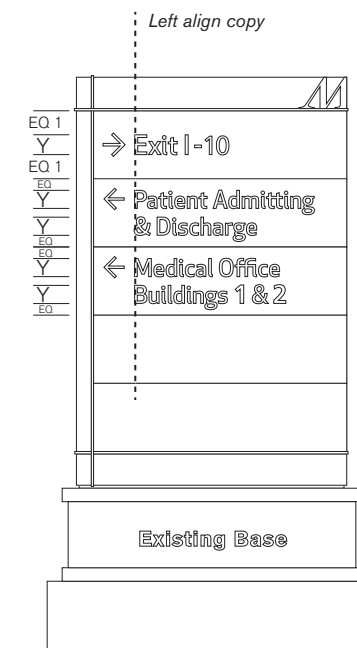 Left align copy
EQ 1
Y
EQ 1
→ Exit I-10
EQ
Y
Y
EQ
← Patient Admitting
& Discharge
EQ
Y
Y
EQ
← Medical Office
Buildings 1 & 2
Existing Base